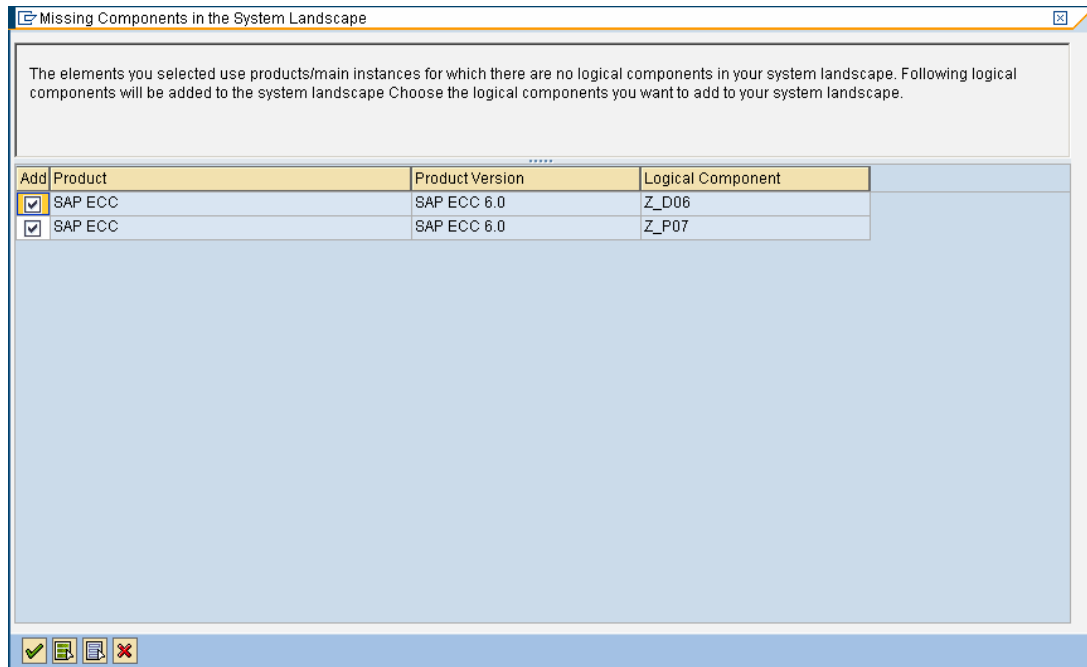 Missing Components in the System Landscape
The elements you selected use products/main instances for which there are no logical components in your system landscape. Following logical
components will be added to the system landscape Choose the logical components you want to add to your system landscape.
Add Product Product Version Logical Component
SAP ECC SAP ECC 6.0 Z_D06
SAP ECC SAP ECC 6.0 Z_P07